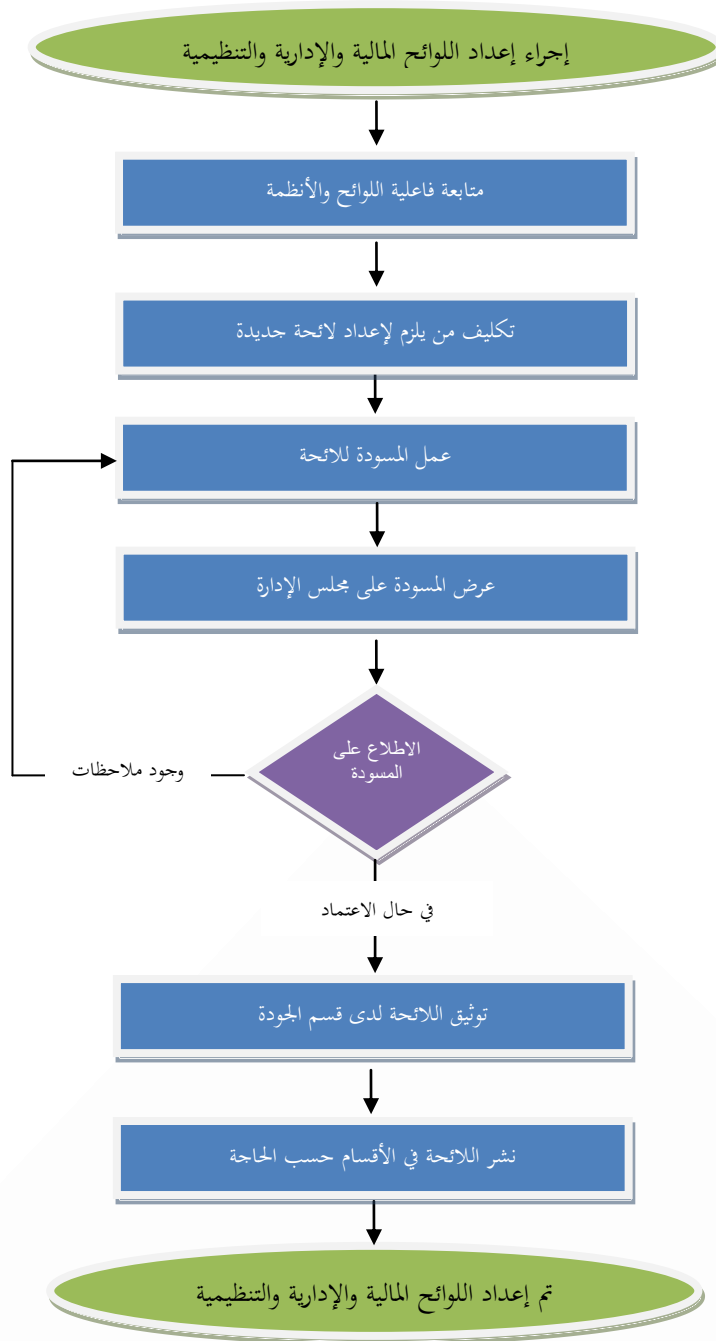 إجراء إعداد اللوائح المالية والإدارية والتنظيمية
متابعة فاعلية اللوائح والأنظمة
تكليف من يلزم لإعداد لائحة جديدة
عمل المسودة للائحة
عرض المسودة على مجلس الإدارة
الاطلاع على
المسودة
وجود ملاحظات
في حال الاعتماد
توثيق اللائحة لدى قسم الجودة
نشر اللائحة في الأقسام حسب الحاجة
تم إعداد اللوائح المالية والإدارية والتنظيمية